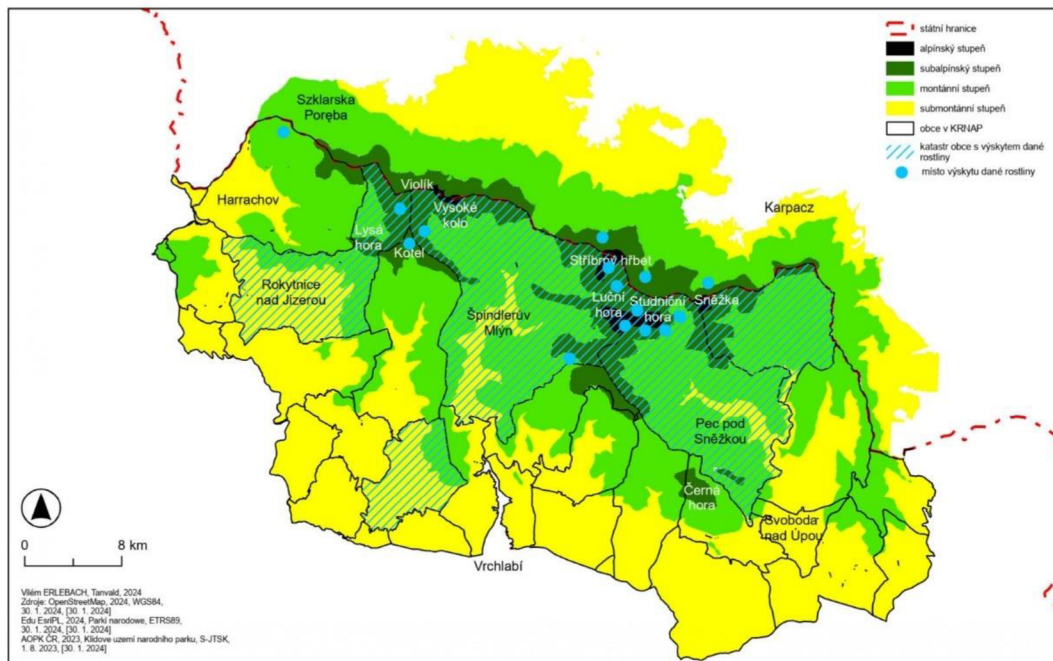 státní hranice
alpínský stupeň
subalpínský stupeň
montánní stupeň
submontánní stupeň
obce v KRNAP
katastr obce s výskytem dané
rostliny
místo výskytu dané rostliny
Szklarska
Poręba
Violík
Harrachov
Vysoké
kolo
Karpacz
Lysá
hora
Kotel
Stříbrný hřbet
Rokytnice
nad Jizerou
Luční
hora
Studniční
hora
Sněžka
Špindlerův
Mlýn
Pec pod
Sněžkou
Černá
hora
Svoboda
nad Úpou
Vrchlabí
0 8 km
Vilém ERLEBACH, Tanvald, 2024
Zdroje: OpenStreetMap, 2024, WGS84,
30. 1. 2024, [30. 1. 2024]
Edu EsriPL, 2024, Parki narodowe, ETRS89,
30. 1. 2024, [30. 1. 2024]
AOPK ČR, 2023, Klidove uzemi narodniho park, S-JTSK,
1. 8. 2023, [30. 1. 2024]